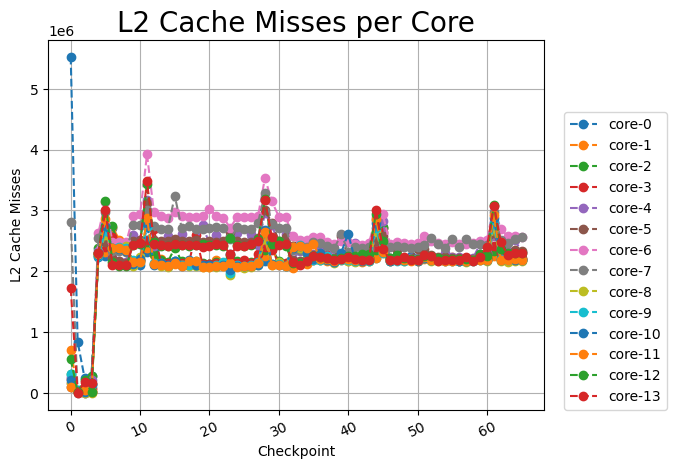 L2 Cache Misses per Core
1e6
5
4
3
2
1
0
L2 Cache Misses
0
10
20
30
40
50
60
Checkpoint
core-0
core-1
core-2
core-3
core-4
core-5
core-6
core-7
core-8
core-9
core-10
core-11
core-12
core-13